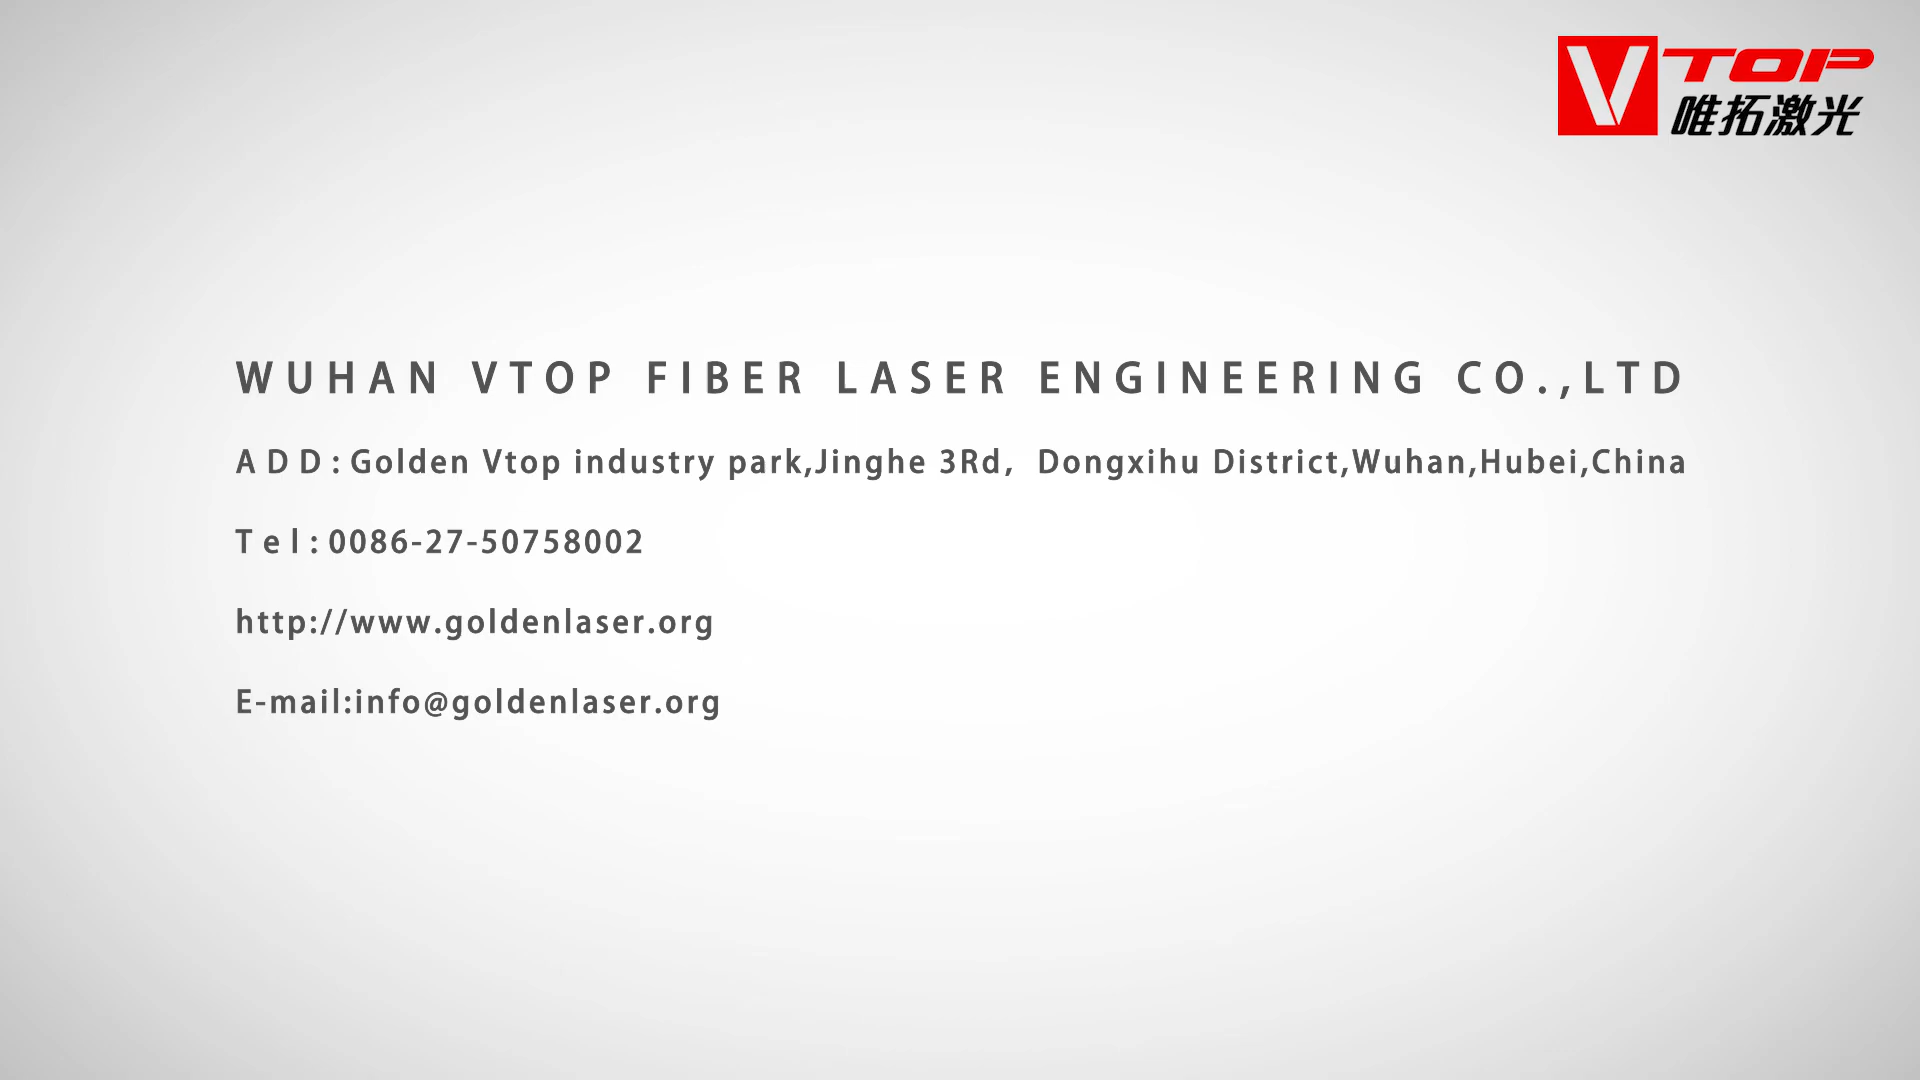 VTOP
唯拓激光
WUHAN VTOP FIBER LASER ENGINEERING CO.,LTD
ADD:Golden Vtop industry park,Jinghe 3Rd, Dongxihu District,Wuhan,Hubei,China
Tel:0086-27-50758002
http://www.goldenlaser.org
E-mail:info@goldenlaser.org